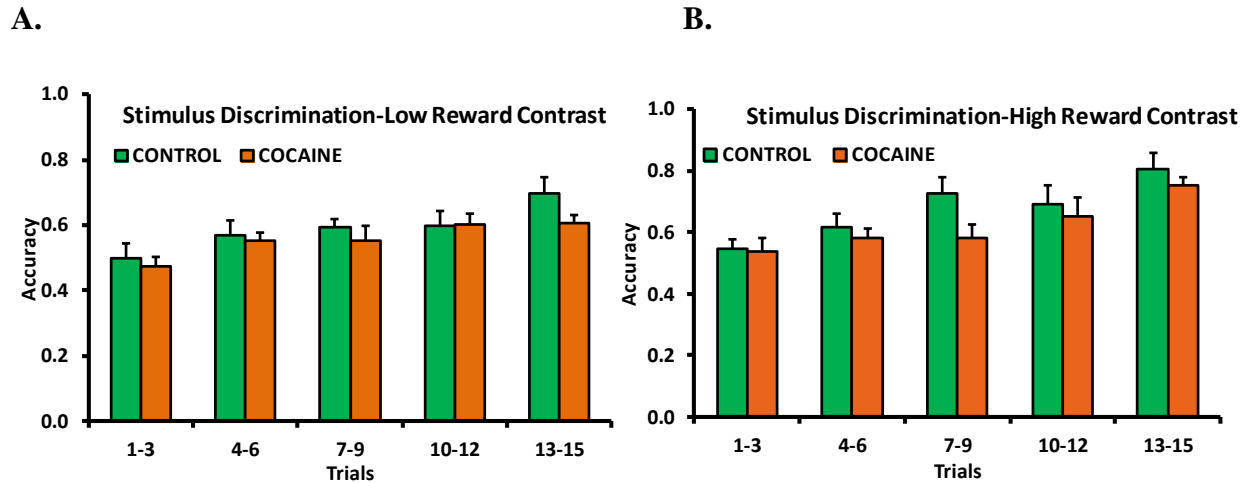 A.
Stimulus Discrimination-Low Reward Contrast
CONTROL COCAINE
Accuracy
1.0
0.8
0.6
0.4
0.2
0.0
1-3 4-6 7-9 10-12 13-15
Trials
B.
Stimulus Discrimination-High Reward Contrast
CONTROL COCAINE
Accuracy
1.0
0.8
0.6
0.4
0.2
0.0
1-3 4-6 7-9 10-12 13-15
Trials